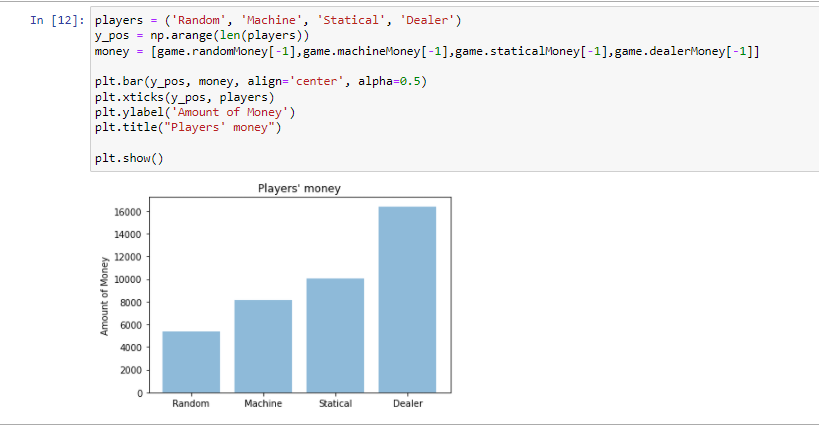 In [12]: players = ('Random', 'Machine', 'Statical', 'Dealer')
y_pos = np.arange(len(players))
money = [game.randomMoney[-1],game.machineMoney[-1],game.staticalMoney[-1],game.dealerMoney[-1]]
plt.bar(y_pos, money, align='center', alpha=0.5)
plt.xticks(y_pos, players)
plt.ylabel('Amount of Money')
plt.title("Players' money")
plt.show()
Players' money
Amount of Money
16000
14000
12000
10000
8000
6000
4000
2000
0
Random Machine Statical Dealer